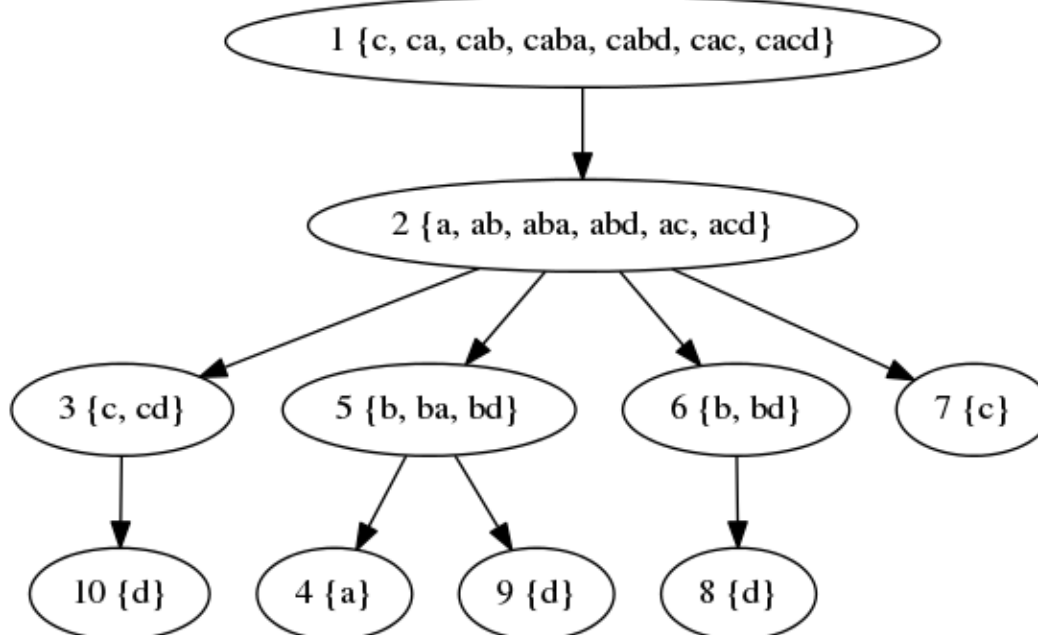 1 {c, ca, cab, caba, cabd, cac, cacd}
2 {a, ab, aba, abd, ac, acd}
3 {c, cd}
5 {b, ba, bd}
6 {b, bd}
7 {c}
10 {d}
4 {a}
9 {d}
8 {d}